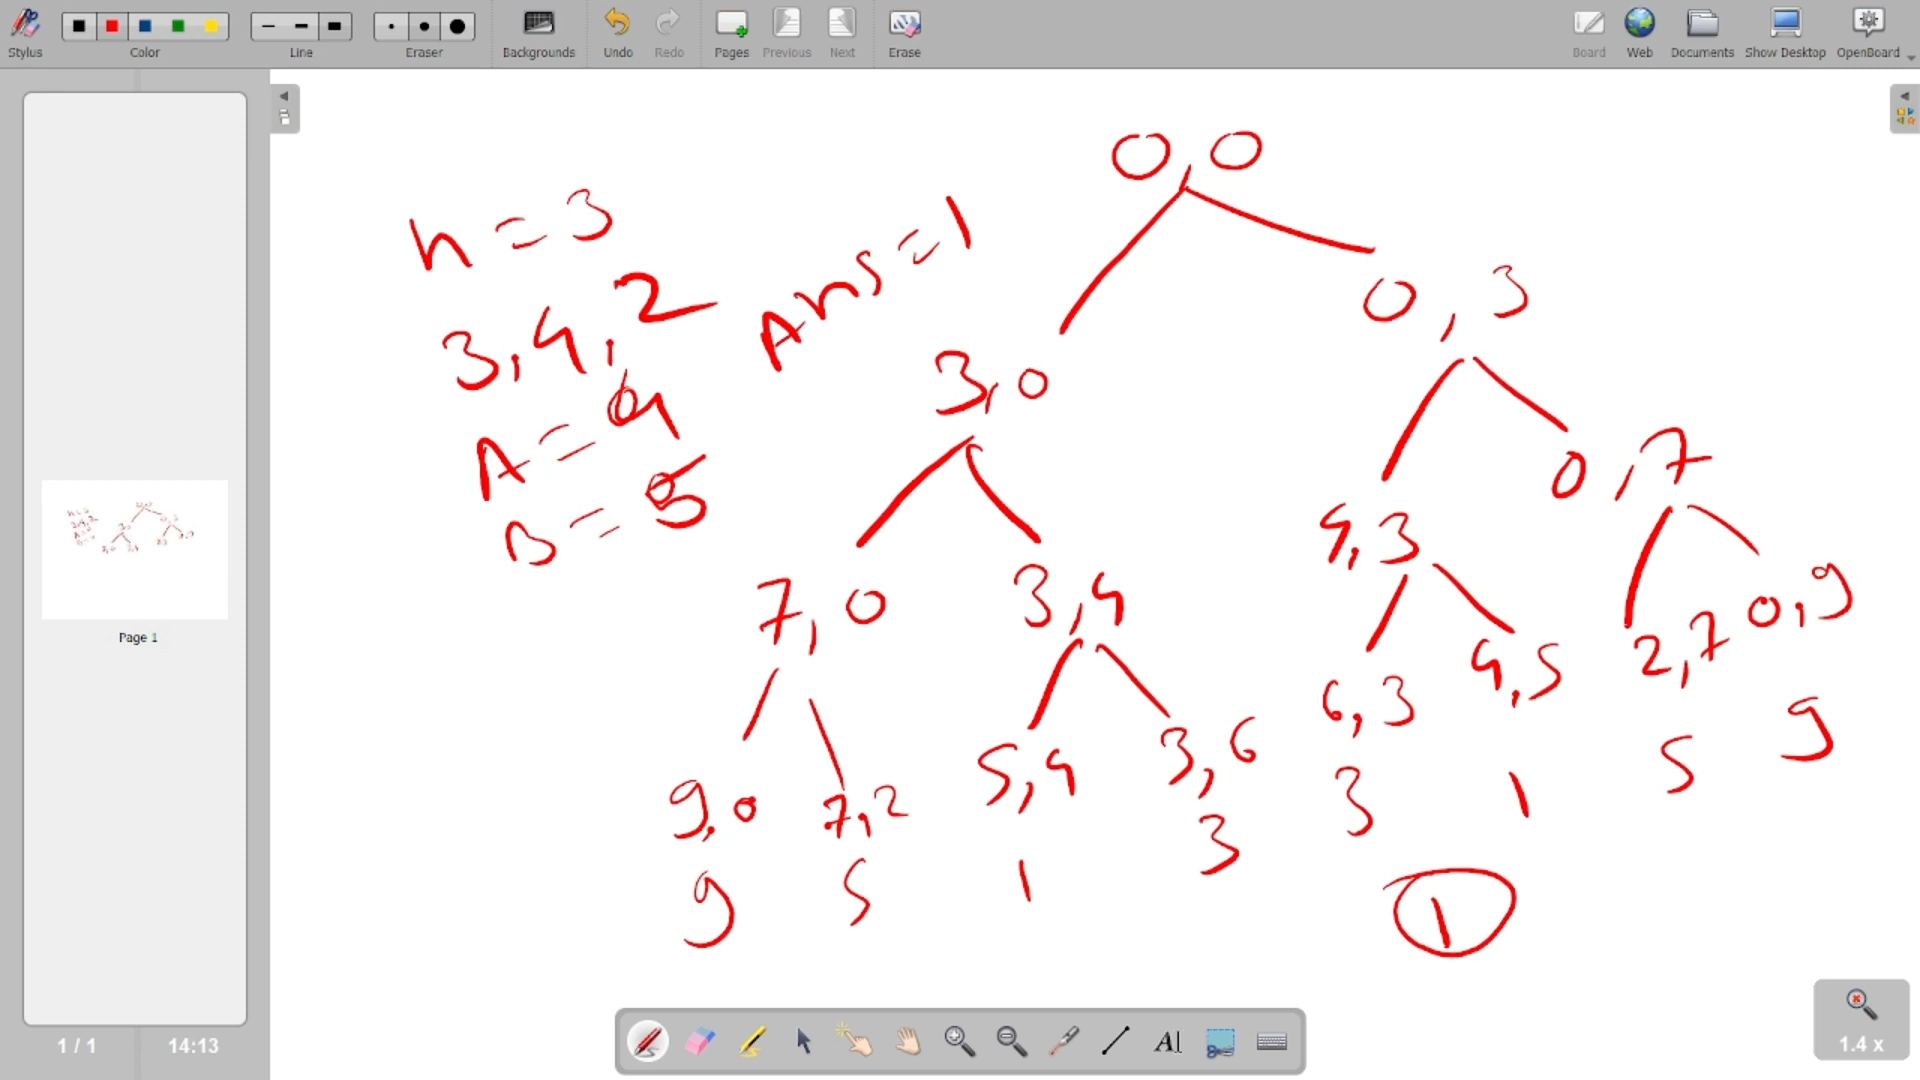 Stylus
Color
Line
Eraser
Backgrounds
Undo
Redo
Pages
Previous
Next
Erase
Board
Web
Documents
Show Desktop
OpenBoard
n=3
3,4,2
A=4
B=5
Ans=1
0,0
3,0
0,3
7,0
3,4
4,3
0,7
9,0
7,2
5,4
3,6
6,3
4,5
2,7
0,9
9
5
1
3
3
1
5
9
1
Page 1
1 / 1
14:13
AI
1.4 x